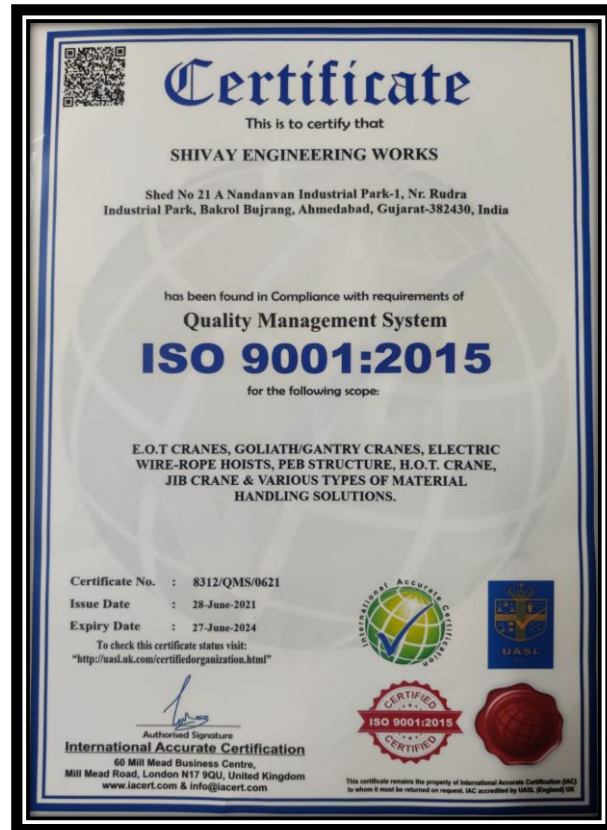 Certificate
This is to certify that
SHIVAY ENGINEERING WORKS
Shed No 21 A Nandanvan Industrial Park-1, Nr. Rudra
Industrial Park, Bakrol Bujrang, Ahmedabad, Gujarat-382430, India
has been found in Compliance with requirements of
Quality Management System
ISO 9001:2015
for the following scope:
E.O.T CRANES, GOLIATH/GANTRY CRANES, ELECTRIC
WIRE-ROPE HOISTS, PEB STRUCTURE, H.O.T. CRANE,
JIB CRANE & VARIOUS TYPES OF MATERIAL
HANDLING SOLUTIONS.
Certificate No. : 8312/QMS/0621
Issue Date : 28-June-2021
Expiry Date : 27-June-2024
To check this certificate status visit:
"http://uasl.uk.com/certifiedorganization.html"
Authorised Signature
International Accurate Certification
60 Mill Mead Business Centre,
Mill Mead Road, London N17 9QU, United Kingdom
www.iacert.com & info@iacert.com
International Accurate Certification
UASL
CERTIFIED
ISO 9001:2015
CERTIFIED
This certificate remains the property of International Accurate Certification (IAC)
to whom it must be returned on request. IAC accredited by UASL (England) UK